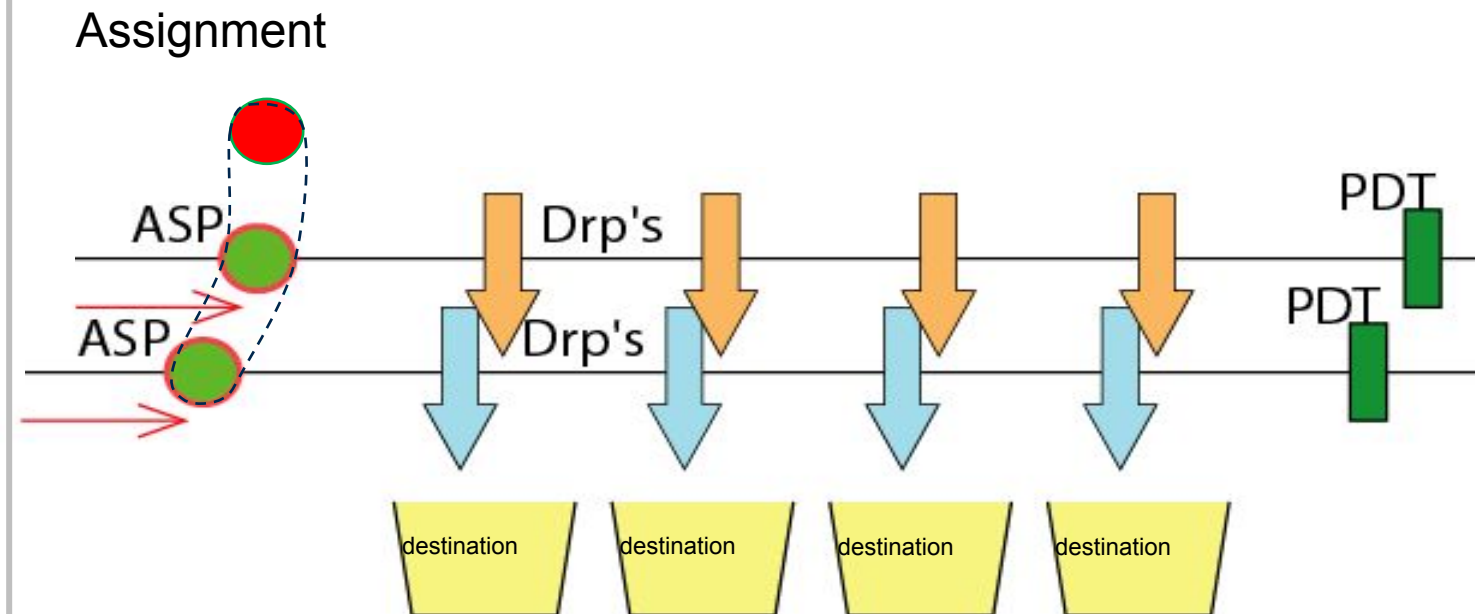 Assignment
PDT
ASP
Drp's
PDT
ASP
Drp's
destination
destination
destination
destination